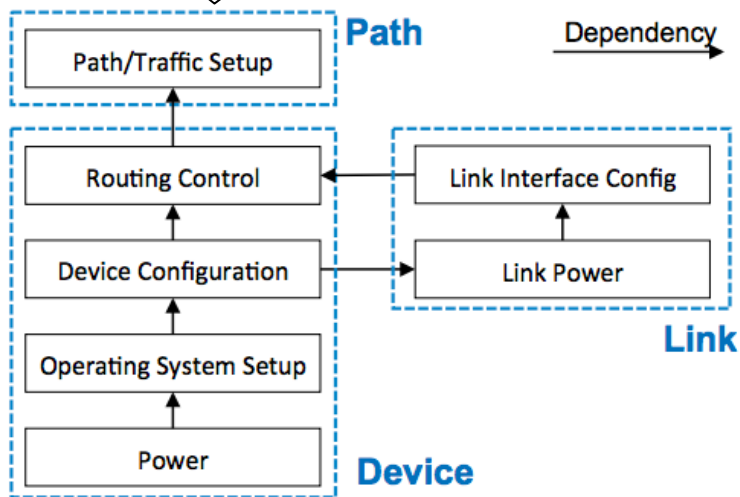 Path
Dependency
Path/Traffic Setup
Routing Control
Link Interface Config
Device Configuration
Link Power
Link
Operating System Setup
Power
Device